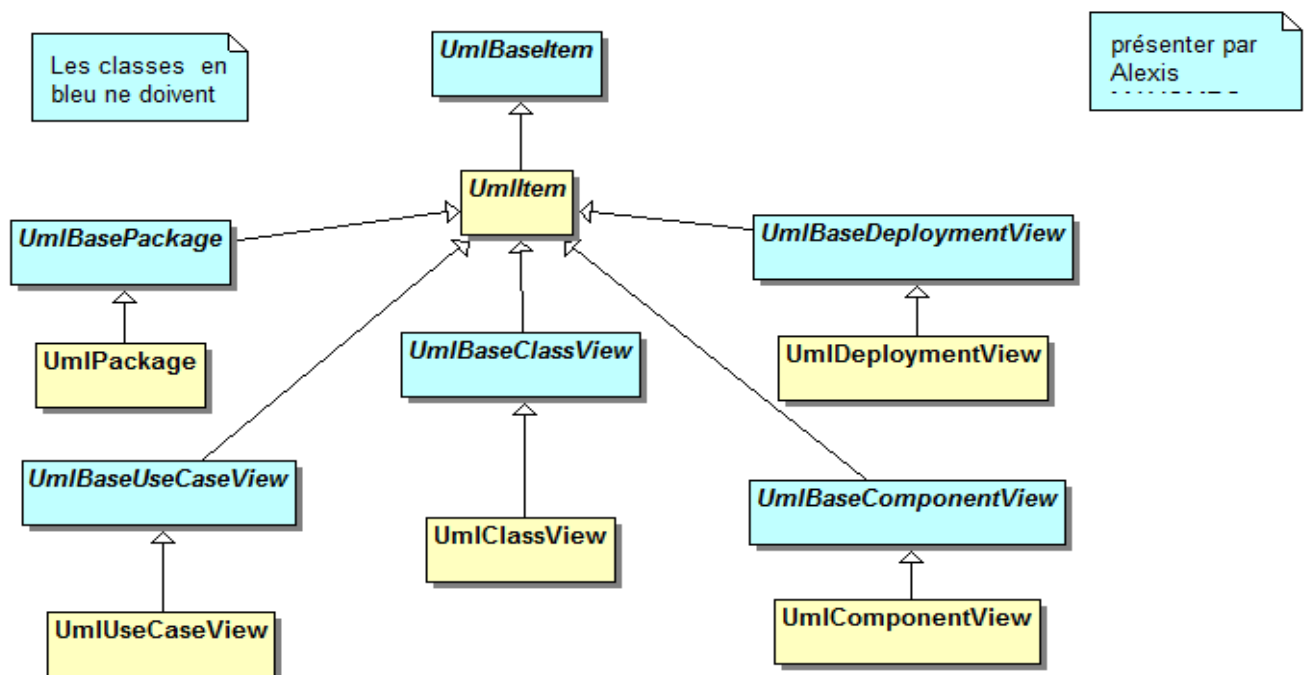 Les classes en
bleu ne doivent
UmlBaseItem
présenter par
Alexis
UmlItem
UmlBasePackage
UmlBaseDeploymentView
UmlPackage
UmlBaseClassView
UmlDeploymentView
UmlBaseUseCaseView
UmlBaseComponentView
UmlClassView
UmlUseCaseView
UmlComponentView